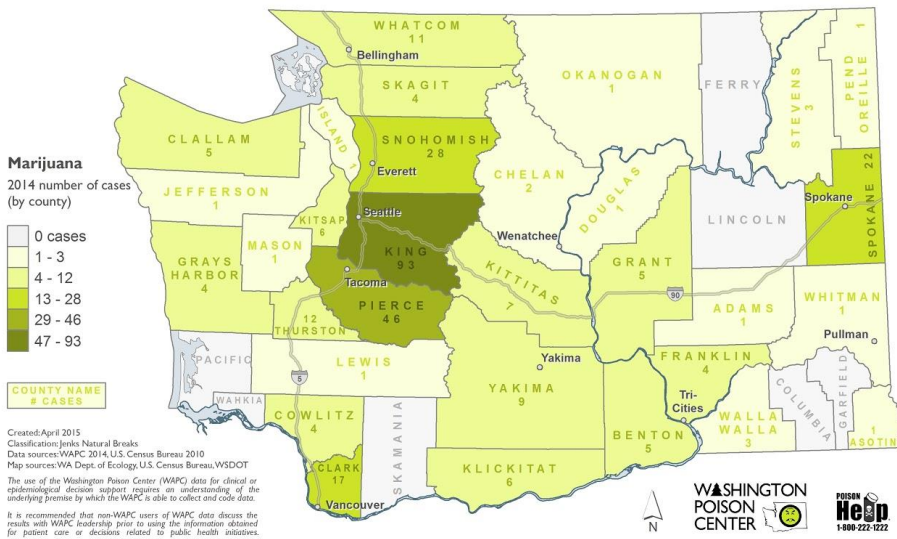 WHATCOM
11
Bellingham
SKAGIT
4
OKANOGAN
1
FERRY
STEVENS
3
PEND
OREILLE 1
ISLAND 1
SNOHOMISH
28
Everett
CLALLAM
5
JEFFERSON
1
CHELAN
2
DOUGLAS
1
Spokane
SPOKANE 22
LINCOLN
KITSAP
6
Seattle
KING
93
Wenatchee
MASON
1
GRAYS
HARBOR
4
Tacoma
PIERCE
46
KITTITAS
7
GRANT
5
90
ADAMS
1
WHITMAN
1
Pullman
12
THURSTON
PACIFIC
LEWIS
1
5
Yakima
YAKIMA
9
FRANKLIN
4
Tri-
Cities
WAHKIA
COWLITZ
4
SKAMANIA
BENTON
5
WALLA
WALLA
3
COLUMBIA
GARFIELD
1
ASOTIN
CLARK
17
Vancouver
KLICKITAT
6
Marijuana
2014 number of cases
(by county)
0 cases
1 - 3
4 - 12
13 - 28
29 - 46
47 - 93
COUNTY NAME
# CASES
Created: April 2015
Classification: Jenks Natural Breaks
Data sources: WAPC 2014, U.S. Census Bureau 2010
Map sources: WA Dept. of Ecology, U.S. Census Bureau, WSDOT
The use of the Washington Poison Center (WAPC) data for clinical or
epidemiological decision support requires an understanding of the
underlying premise by which the WAPC is able to collect and code data.
It is recommended that non-WAPC users of WAPC data discuss the
results with WAPC leadership prior to using the information obtained
for patient care or decisions related to public health initiatives.
N
WASHINGTON
POISON
CENTER
POISON
Help
1-800-222-1222